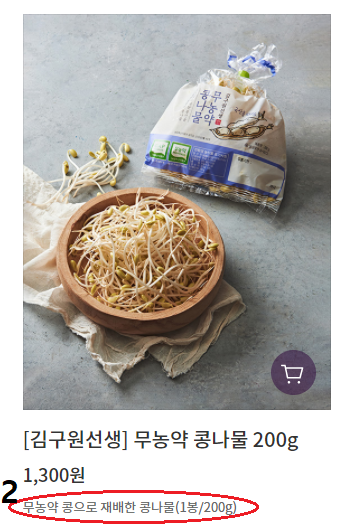 무농약
콩나물
[김구원선생] 무농약 콩나물 200g
1,300원
2
무농약 콩으로 재배한 콩나물(1봉/200g)